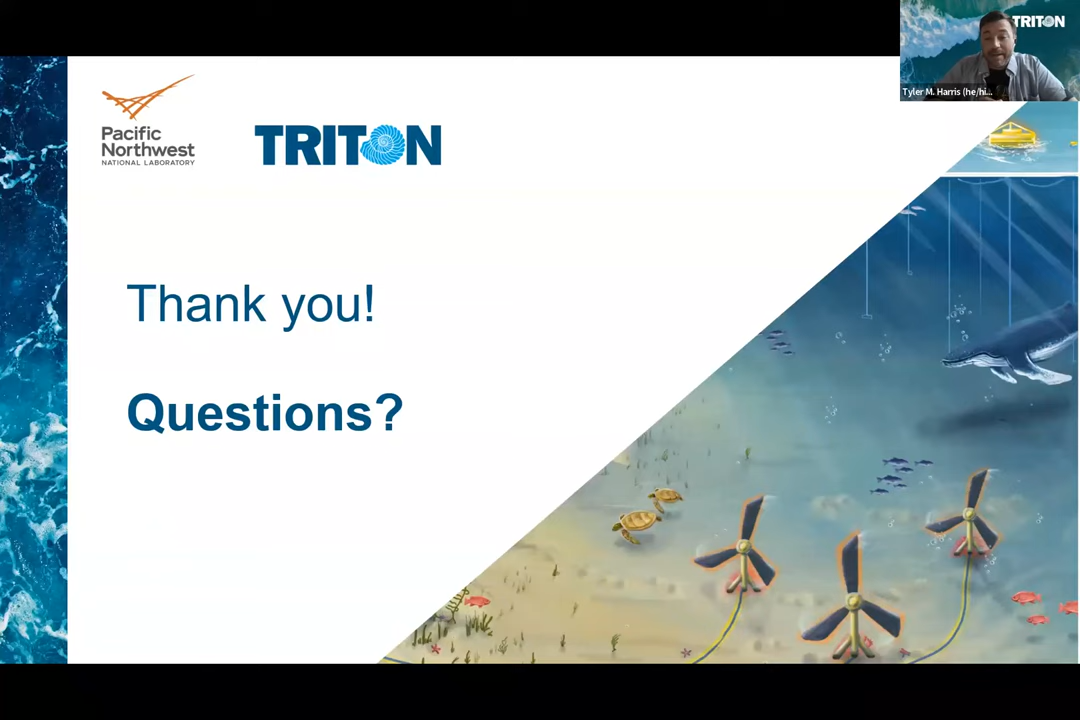 TRITON
Tyler M. Harris (he/hi...
Pacific
Northwest
NATIONAL LABORATORY
TRITON
Thank you!
Questions?